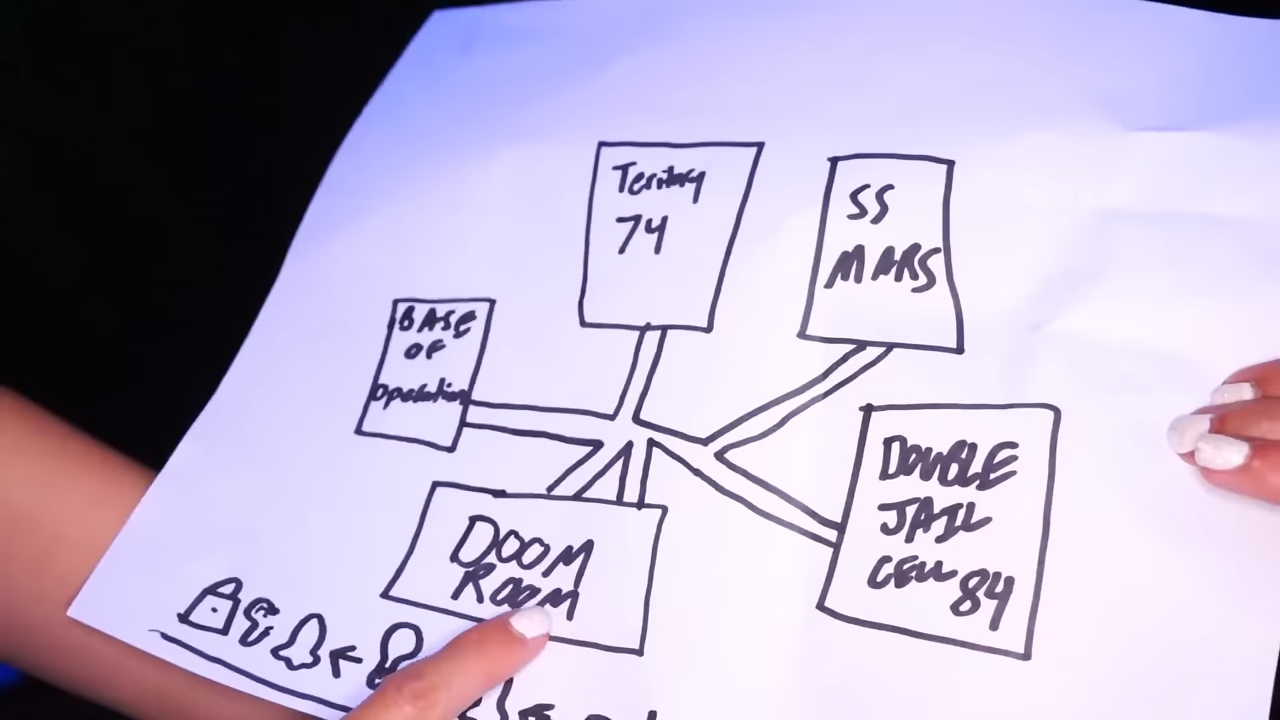 Teritory
74
SS
MARS
BASE
OF
operation
DOUBLE
JAIL
CELL 84
DOOM
ROOM